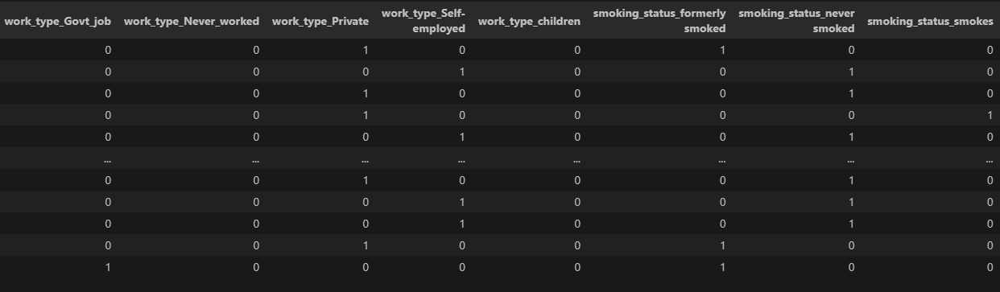 work_type_Govt_job work_type_Never_worked work_type_Private work_type_Self-employed work_type_children smoking_status_formerly smoked smoking_status_never smoked smoking_status_smokes
0 0 1 0 0 1 0 0
0 0 0 1 0 0 1 0
0 0 1 0 0 0 1 0
0 0 1 0 0 0 0 1
0 0 0 1 0 0 1 0
... ... ... ... ... ... ... ...
0 0 1 0 0 0 1 0
0 0 0 1 0 0 1 0
0 0 0 1 0 0 1 0
0 0 1 0 0 1 0 0
1 0 0 0 0 1 0 0